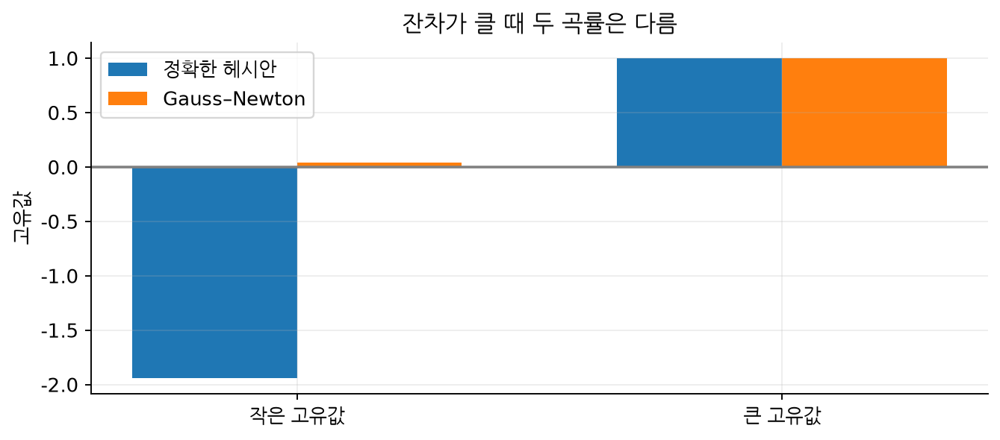 잔차가 클 때 두 곡률은 다름
정확한 헤시안
Gauss–Newton
고유값
1.0
0.5
0.0
-0.5
-1.0
-1.5
-2.0
작은 고유값
큰 고유값